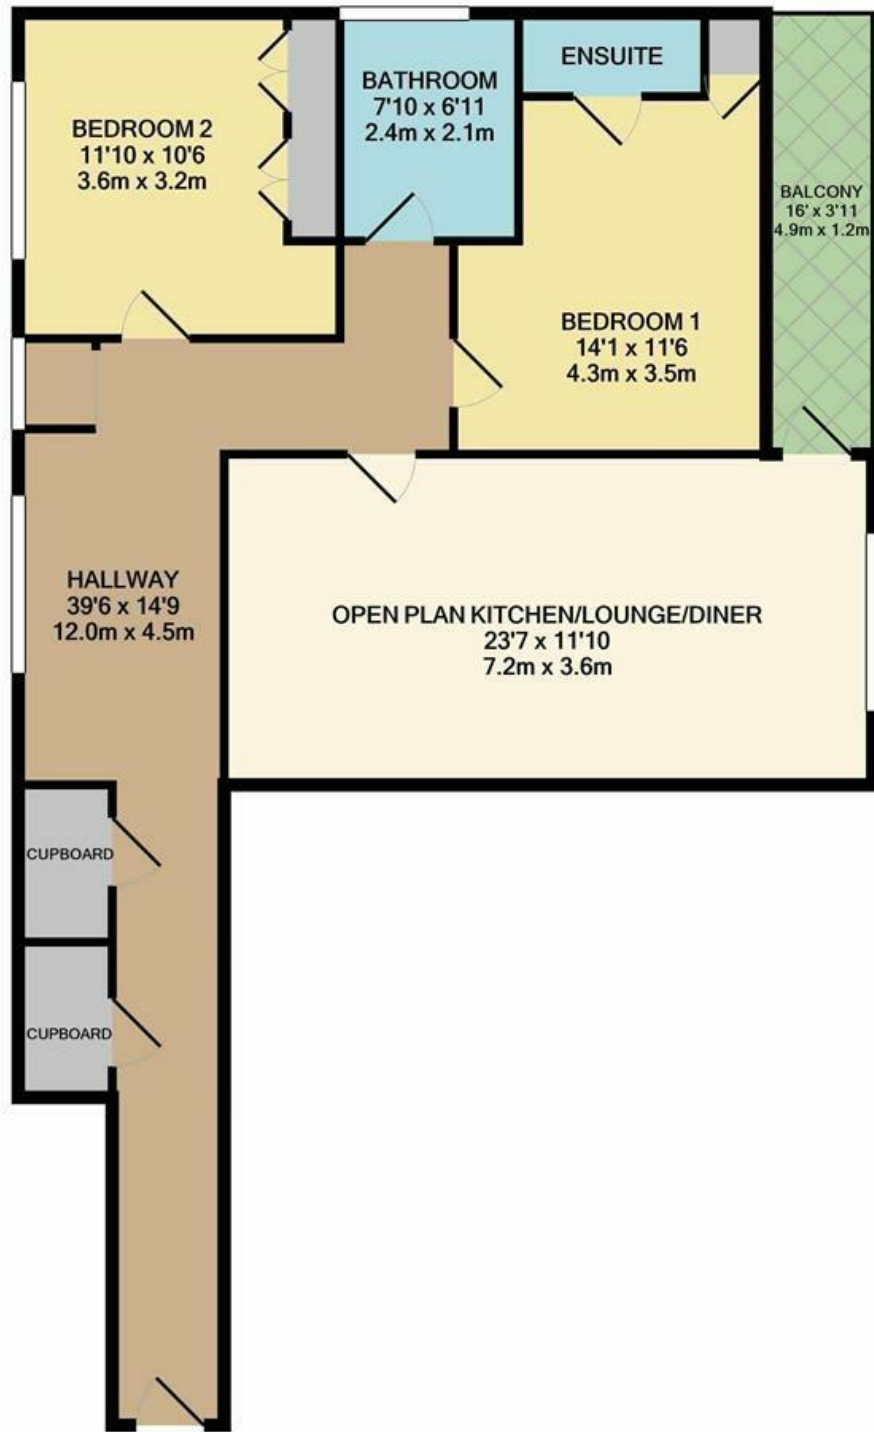 BEDROOM 2
11'10 x 10'6
3.6m x 3.2m
BATHROOM
7'10 x 6'11
2.4m x 2.1m
ENSUITE
BALCONY
16' x 3'11
4.9m x 1.2m
BEDROOM 1
14'1 x 11'6
4.3m x 3.5m
HALLWAY
39'6 x 14'9
12.0m x 4.5m
OPEN PLAN KITCHEN/LOUNGE/DINER
23'7 x 11'10
7.2m x 3.6m
CUPBOARD
CUPBOARD